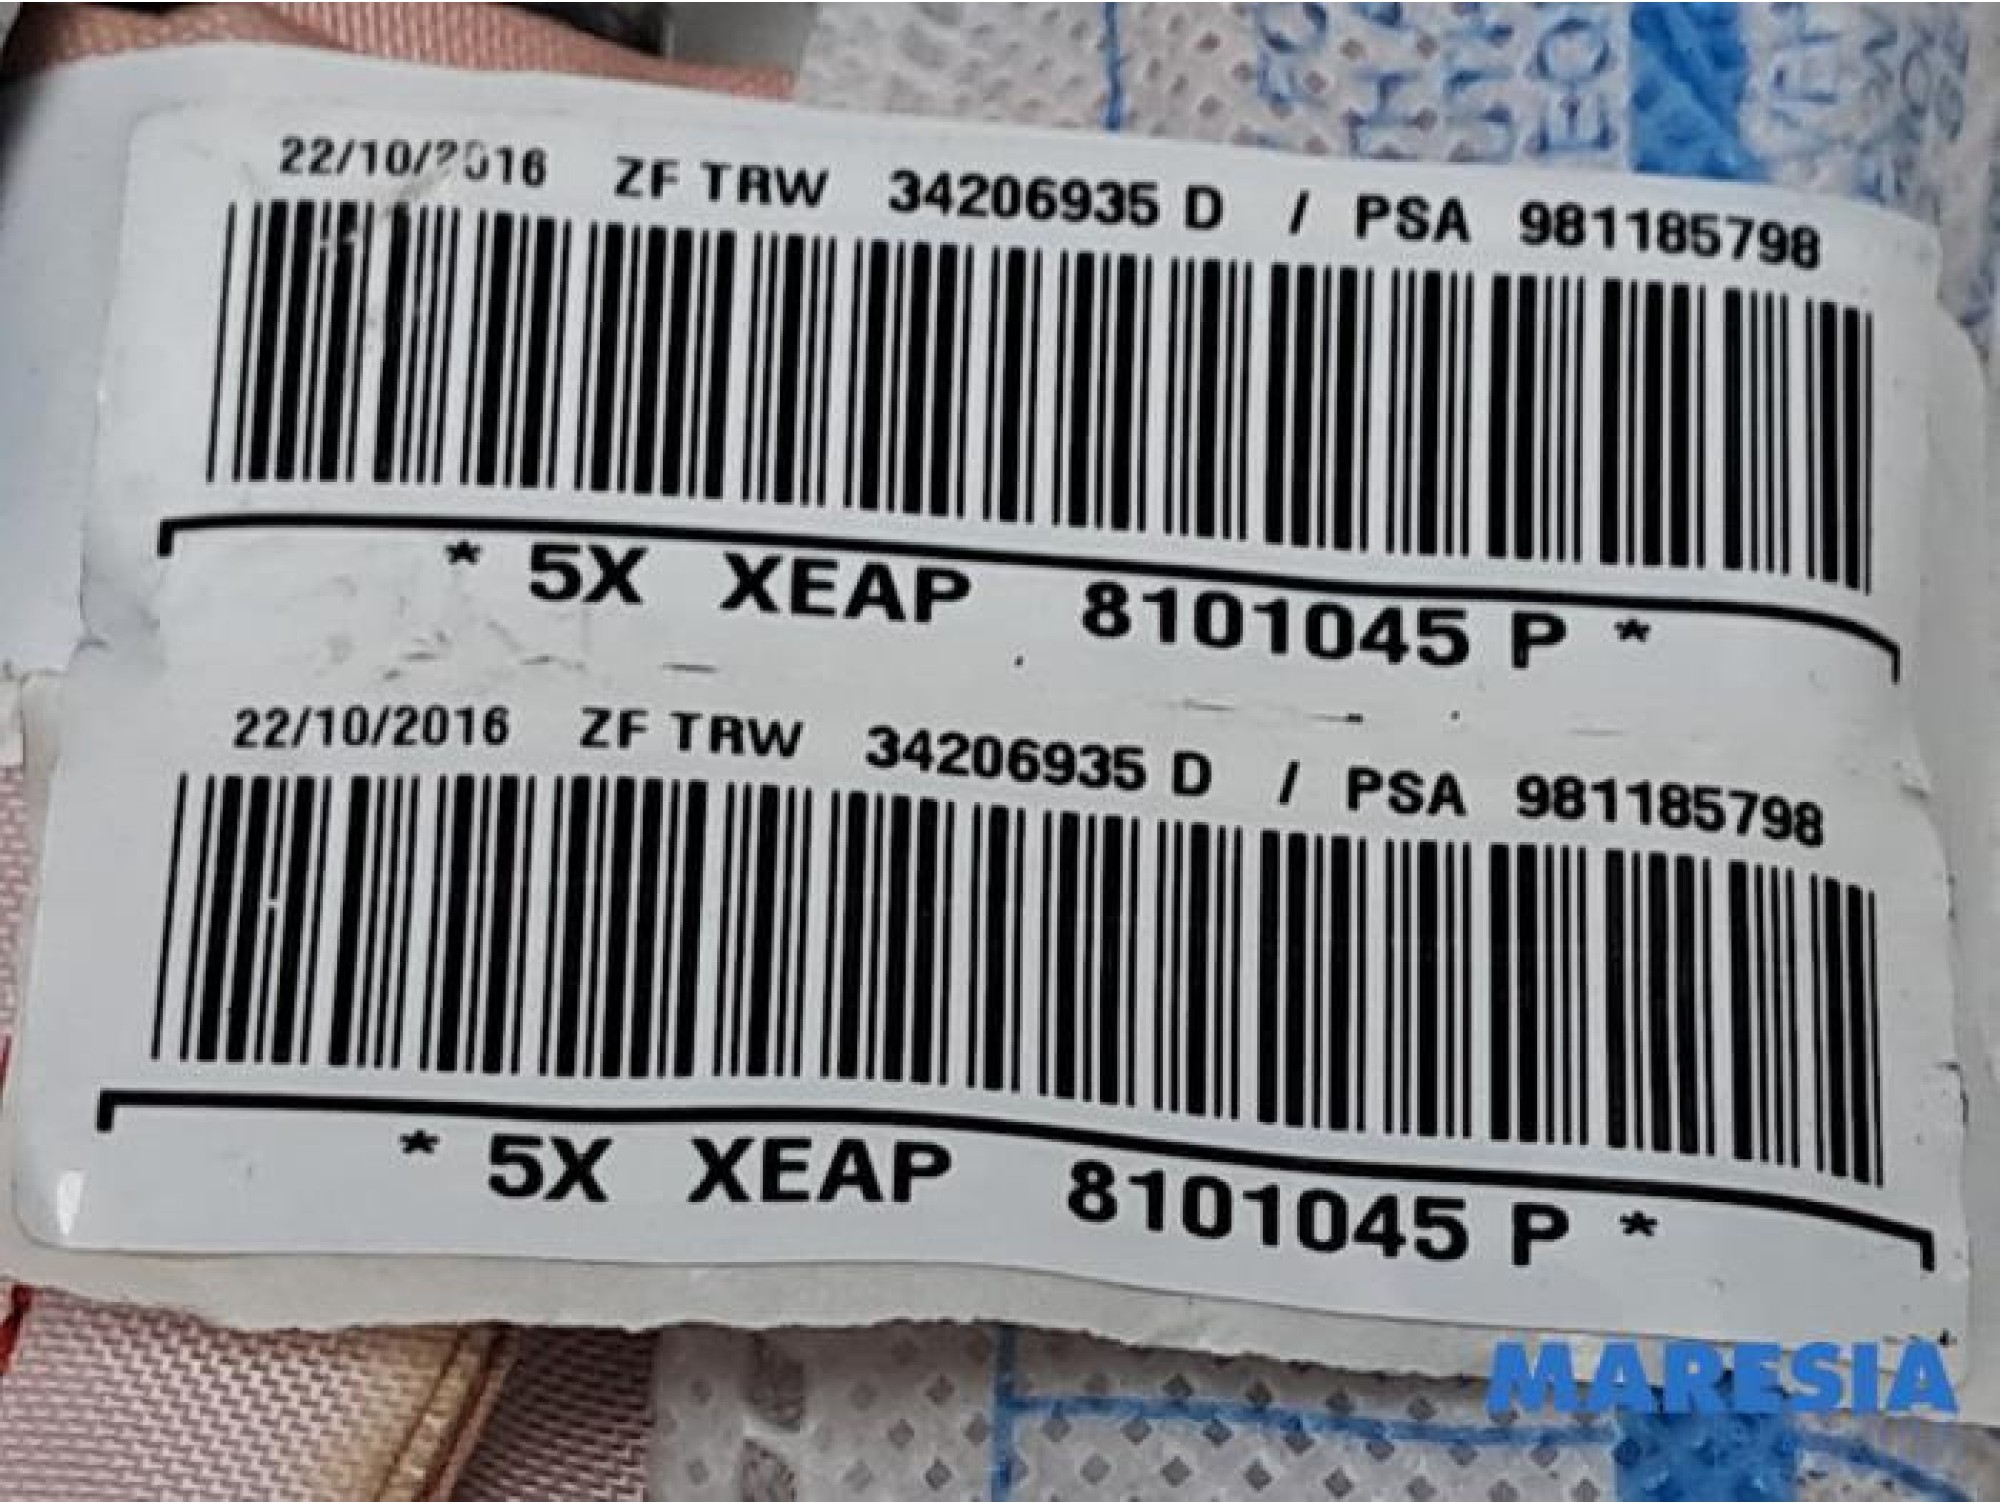 22/10/2016 ZF TRW 34206935 D / PSA 981185798
* 5X XEAP 8101045 P *
22/10/2016 ZF TRW 34206935 D / PSA 981185798
* 5X XEAP 8101045 P *
MARESIA